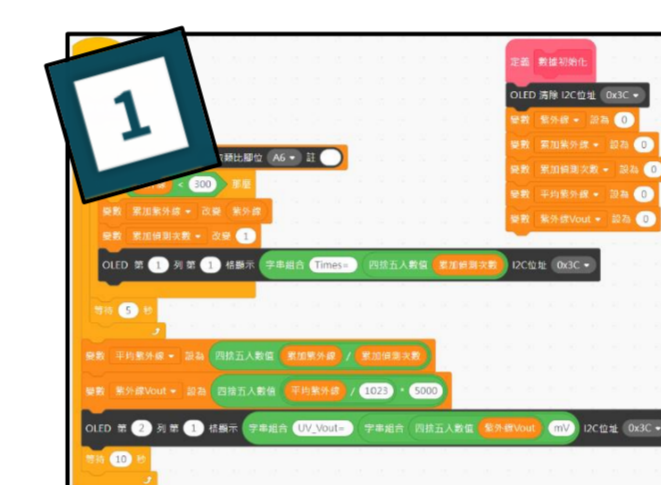 1
定義 數據初始化
OLED 清除 I2C位址 0x3C
變數 紫外線 設為 0
變數 累加紫外線 設為 0
變數 累加偵測次數 設為 0
變數 平均紫外線 設為 0
變數 紫外線Vout 設為 0
類比腳位 A6 註
< 300 那麼
變數 累加紫外線 改變 紫外線
變數 累加偵測次數 改變 1
OLED 第 1 列 第 1 格顯示 字串組合 Times= 四捨五入數值 累加偵測次數 I2C位址 0x3C
等待 5 秒
變數 平均紫外線 設為 四捨五入數值 累加紫外線 / 累加偵測次數
變數 紫外線Vout 設為 四捨五入數值 平均紫外線 / 1023 * 5000
OLED 第 2 列 第 1 格顯示 字串組合 UV_Vout= 字串組合 四捨五入數值 紫外線Vout mV I2C位址 0x3C
等待 10 秒